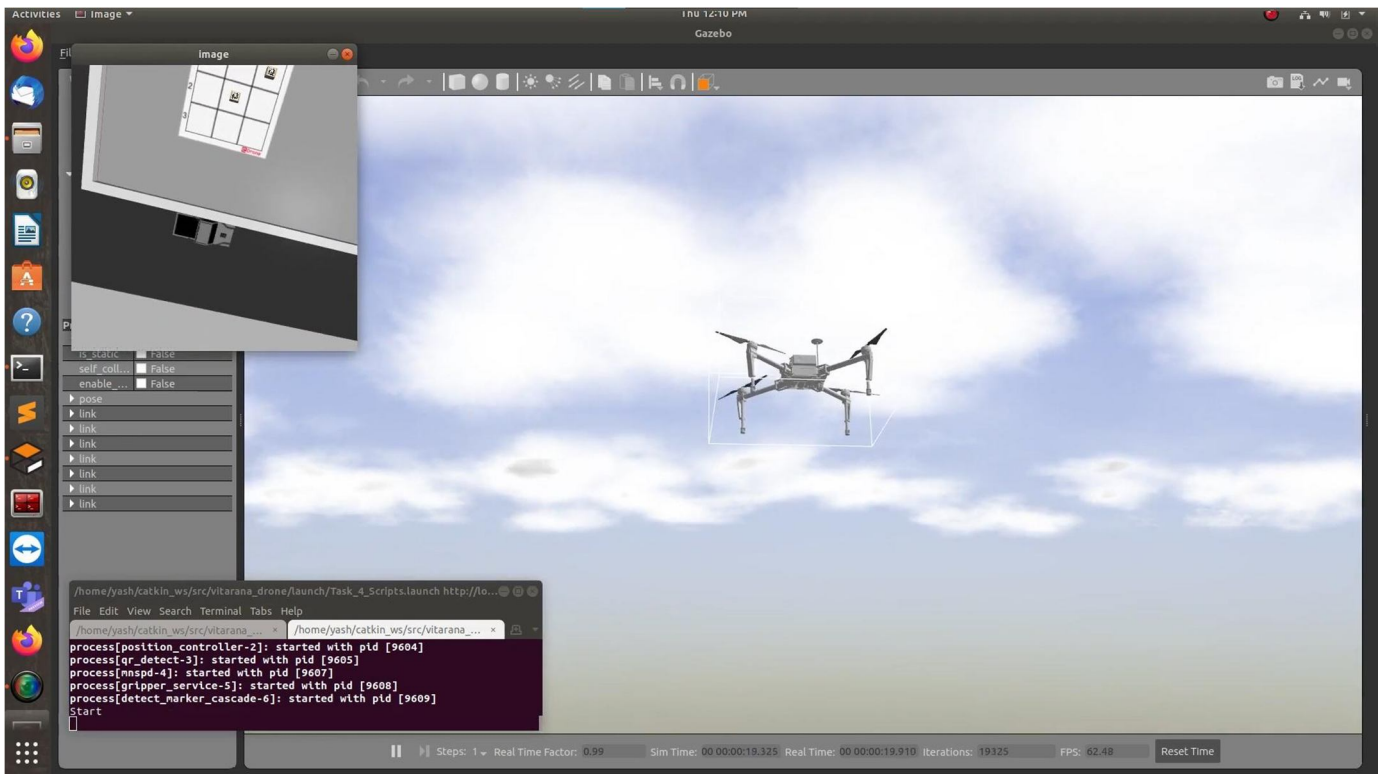 Activities
Image
Thu 12:10 PM
Gazebo
image
2
3
is_static
False
self_coll...
False
enable_...
False
pose
link
link
link
link
link
link
link
/home/yash/catkin_ws/src/vitarana_drone/launch/Task_4_Scripts.launch http://lo...
File Edit View Search Terminal Tabs Help
/home/yash/catkin_ws/src/vitarana_... ×
/home/yash/catkin_ws/src/vitarana_... ×
process[position_controller-2]: started with pid [9604]
process[qr_detect-3]: started with pid [9605]
process[mnspd-4]: started with pid [9607]
process[gripper_service-5]: started with pid [9608]
process[detect_marker_cascade-6]: started with pid [9609]
Start
Steps: 1
Real Time Factor: 0.99
Sim Time: 00 00:00:19.325
Real Time: 00 00:00:19.910
Iterations: 19325
FPS: 62.48
Reset Time